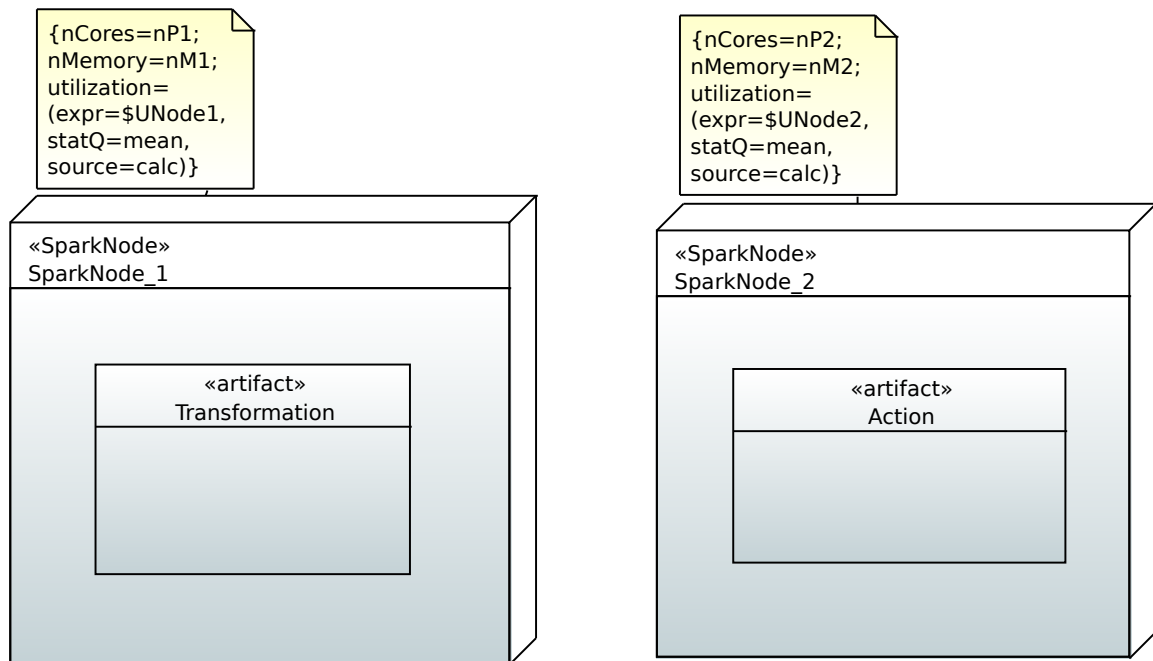 {nCores=nP1;
nMemory=nM1;
utilization=
(expr=$UNode1,
statQ=mean,
source=calc)}
«SparkNode»
SparkNode_1
«artifact»
Transformation
{nCores=nP2;
nMemory=nM2;
utilization=
(expr=$UNode2,
statQ=mean,
source=calc)}
«SparkNode»
SparkNode_2
«artifact»
Action